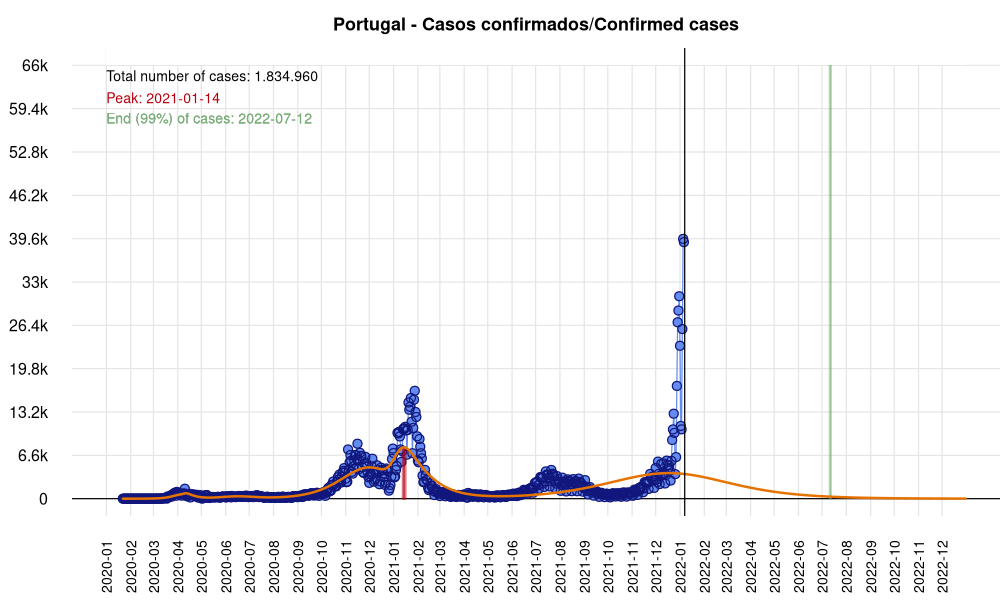 Portugal - Casos confirmados/Confirmed cases
Total number of cases: 1.834.960
Peak: 2021-01-14
End (99%) of cases: 2022-07-12
66k
59.4k
52.8k
46.2k
39.6k
33k
26.4k
19.8k
13.2k
6.6k
0
2020-01
2020-02
2020-03
2020-04
2020-05
2020-06
2020-07
2020-08
2020-09
2020-10
2020-11
2020-12
2021-01
2021-02
2021-03
2021-04
2021-05
2021-06
2021-07
2021-08
2021-09
2021-10
2021-11
2021-12
2022-01
2022-02
2022-03
2022-04
2022-05
2022-06
2022-07
2022-08
2022-09
2022-10
2022-11
2022-12